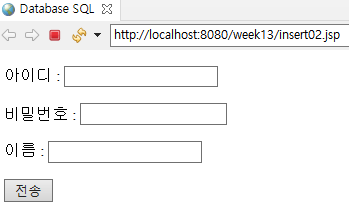 Database SQL
http://localhost:8080/week13/insert02.jsp
아이디 :
비밀번호 :
이름 :
전송